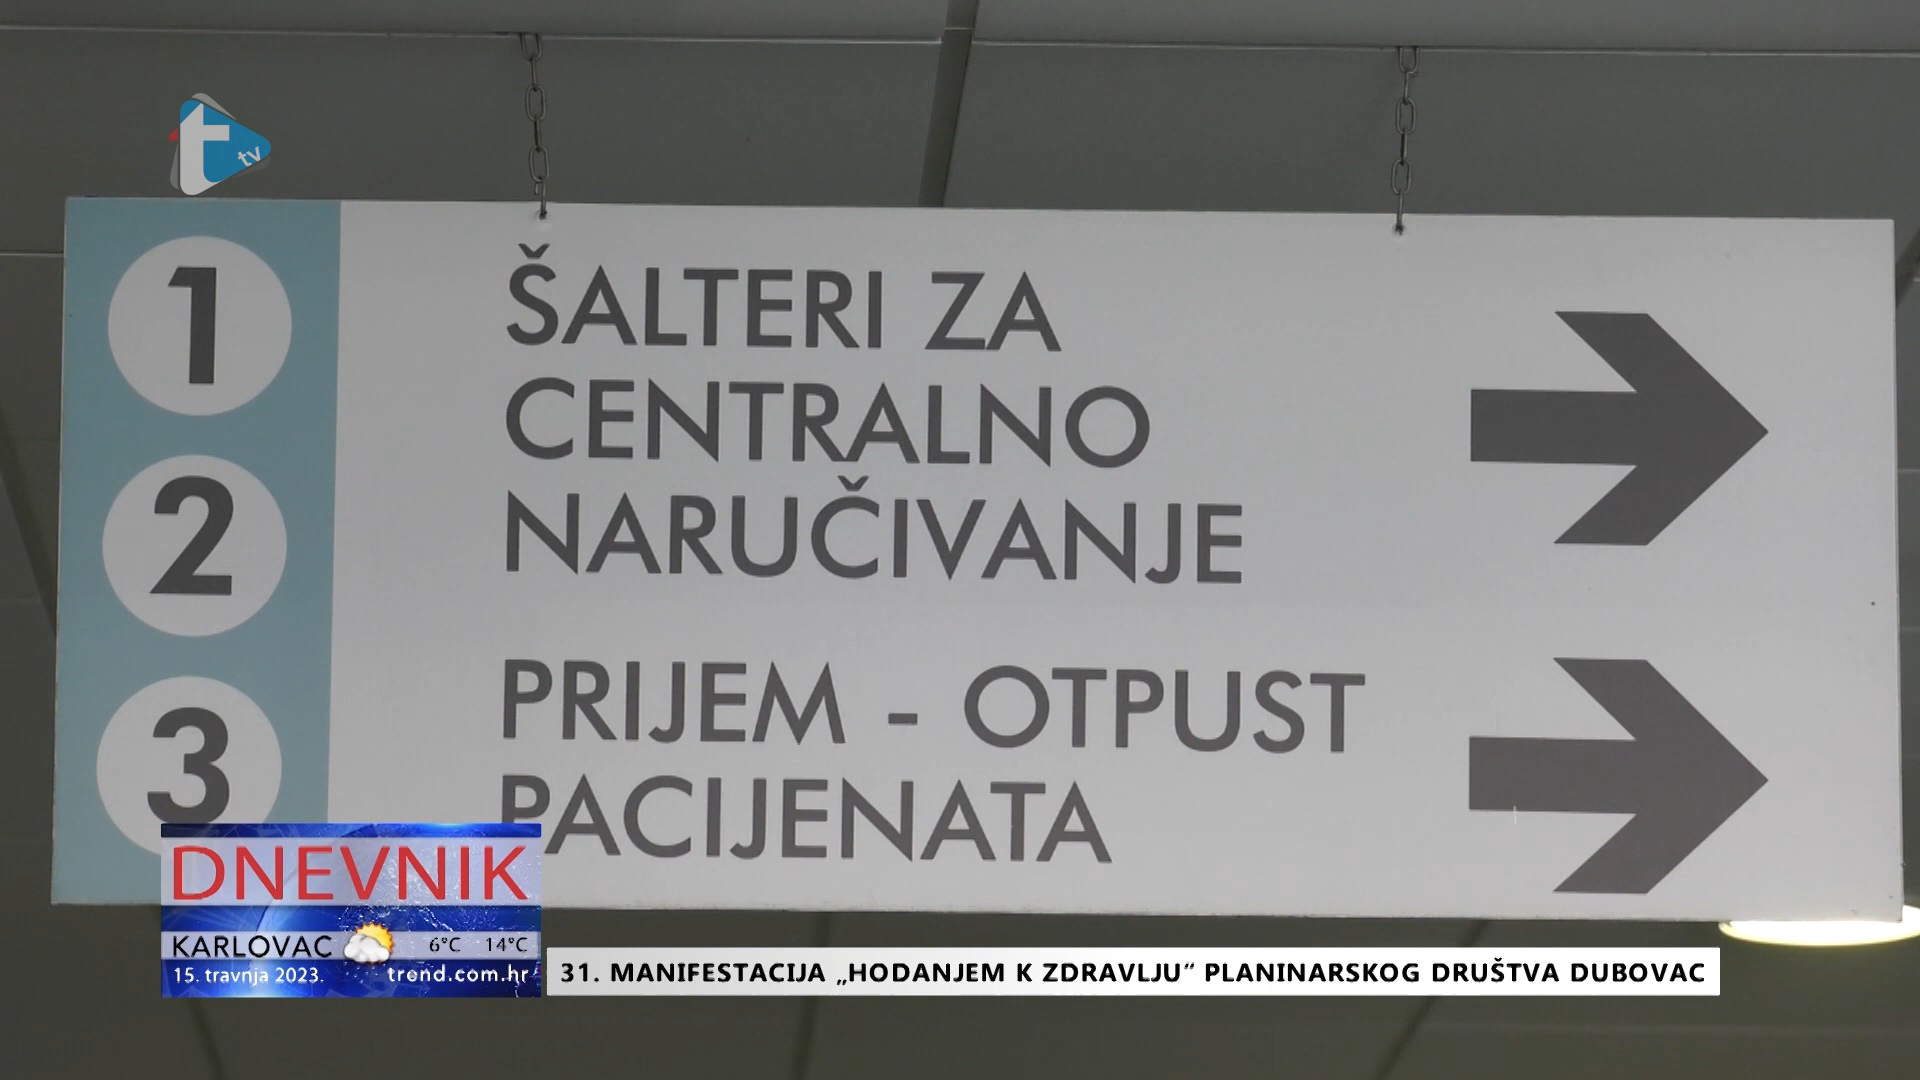 t tv
1
ŠALTERI ZA
CENTRALNO
2
NARUČIVANJE
3
PRIJEM - OTPUST
PACIJENATA
DNEVNIK
KARLOVAC 6°C 14°C
15. travnja 2023. trend.com.hr
31. MANIFESTACIJA „HODANJEM K ZDRAVLJU" PLANINARSKOG DRUŠTVA DUBOVAC